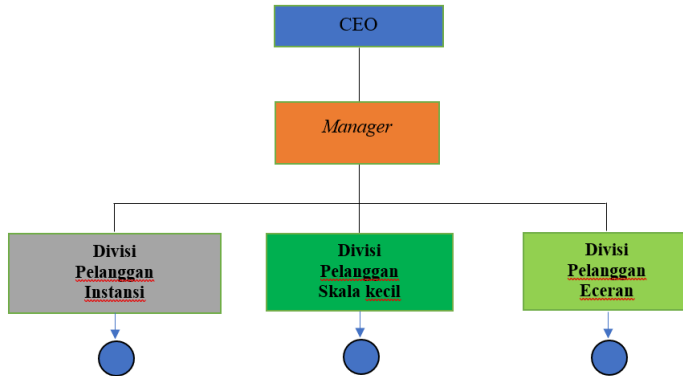 CEO
Manager
Divisi
Pelanggan
Instansi
Divisi
Pelanggan
Skala kecil
Divisi
Pelanggan
Eceran